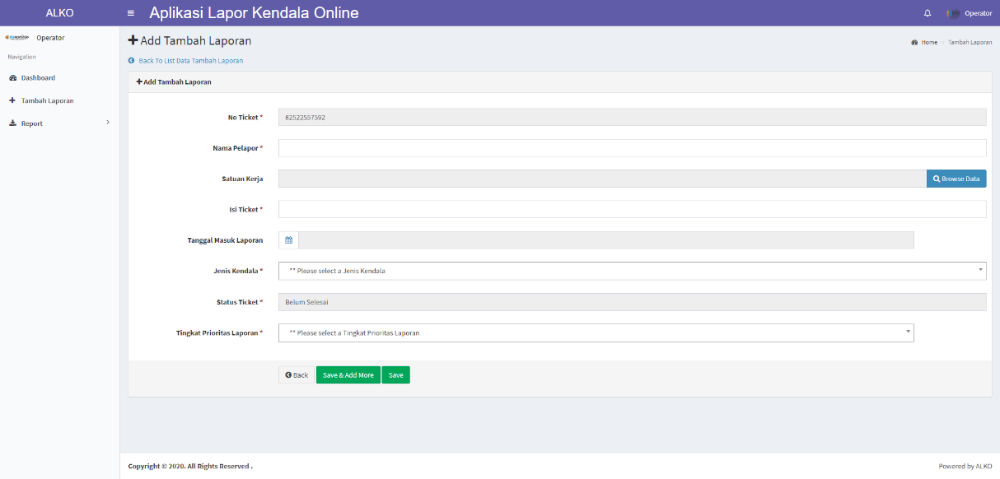 ALKO
Aplikasi Lapor Kendala Online
Operator
Operator
Navigation
Dashboard
Tambah Laporan
Report
Add Tambah Laporan
Home > Tambah Laporan
Back To List Data Tambah Laporan
Add Tambah Laporan
No Ticket *
82522557592
Nama Pelapor *
Satuan Kerja
Browse Data
Isi Ticket *
Tanggal Masuk Laporan
Jenis Kendala *
** Please select a Jenis Kendala
Status Ticket *
Belum Selesai
Tingkat Prioritas Laporan *
** Please select a Tingkat Prioritas Laporan
Back
Save & Add More
Save
Copyright © 2020. All Rights Reserved .
Powered by ALKO